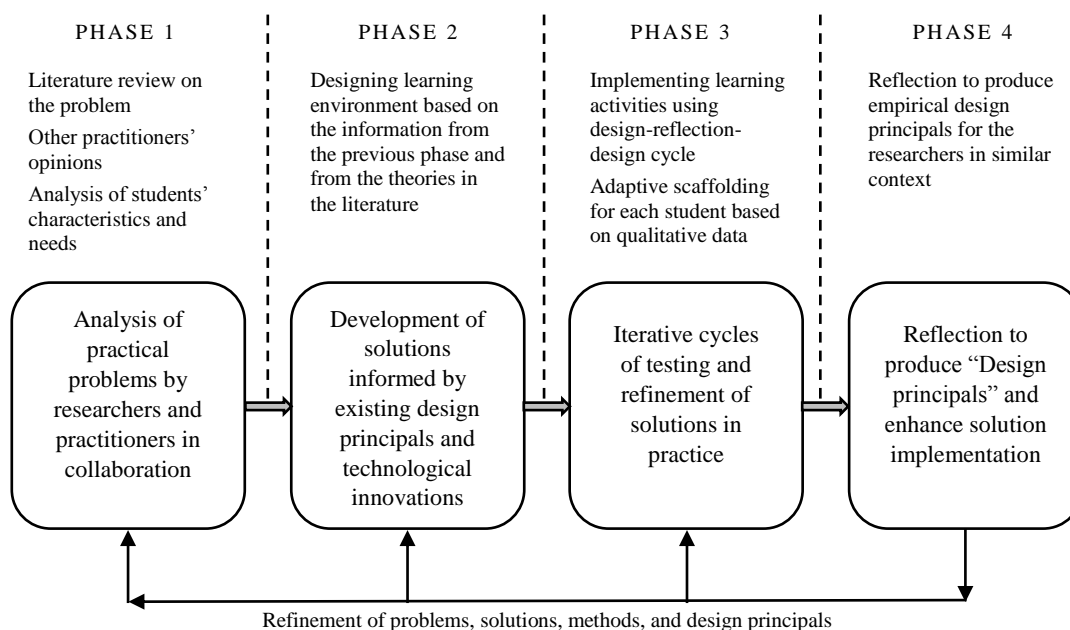 PHASE 1
Literature review on
the problem
Other practitioners'
opinions
Analysis of students'
characteristics and
needs
PHASE 2
Designing learning
environment based on
the information from
the previous phase and
from the theories in
the literature
PHASE 3
Implementing learning
activities using
design-reflection-
design cycle
Adaptive scaffolding
for each student based
on qualitative data
PHASE 4
Reflection to produce
empirical design
principals for the
researchers in similar
context
Analysis of
practical
problems by
researchers and
practitioners in
collaboration
Development of
solutions
informed by
existing design
principals and
technological
innovations
Iterative cycles
of testing and
refinement of
solutions in
practice
Reflection to
produce “Design
principals” and
enhance solution
implementation
Refinement of problems, solutions, methods, and design principals